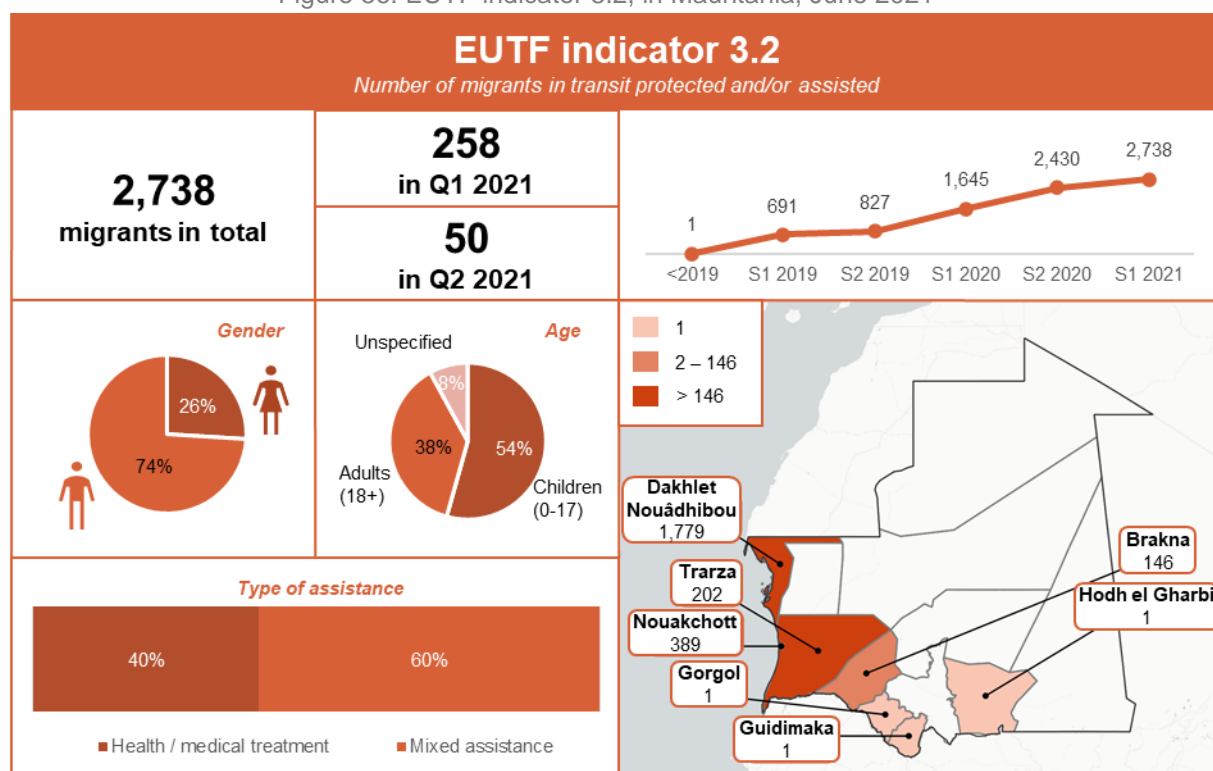 EUTF indicator 3.2
Number of migrants in transit protected and/or assisted
2,738
migrants in total
258
in Q1 2021
50
in Q2 2021
1
691
827
1,645
2,430
2,738
<2019
S1 2019
S2 2019
S1 2020
S2 2020
S1 2021
Gender
26%
74%
Age
Unspecified
8%
38%
54%
Adults
(18+)
Children
(0-17)
Type of assistance
40%
60%
Health / medical treatment
Mixed assistance
1
2 – 146
> 146
Dakhlet
Nouâdhibou
1,779
Trarza
202
Nouakchott
389
Gorgol
1
Guidimaka
1
Brakna
146
Hodh el Gharbi
1